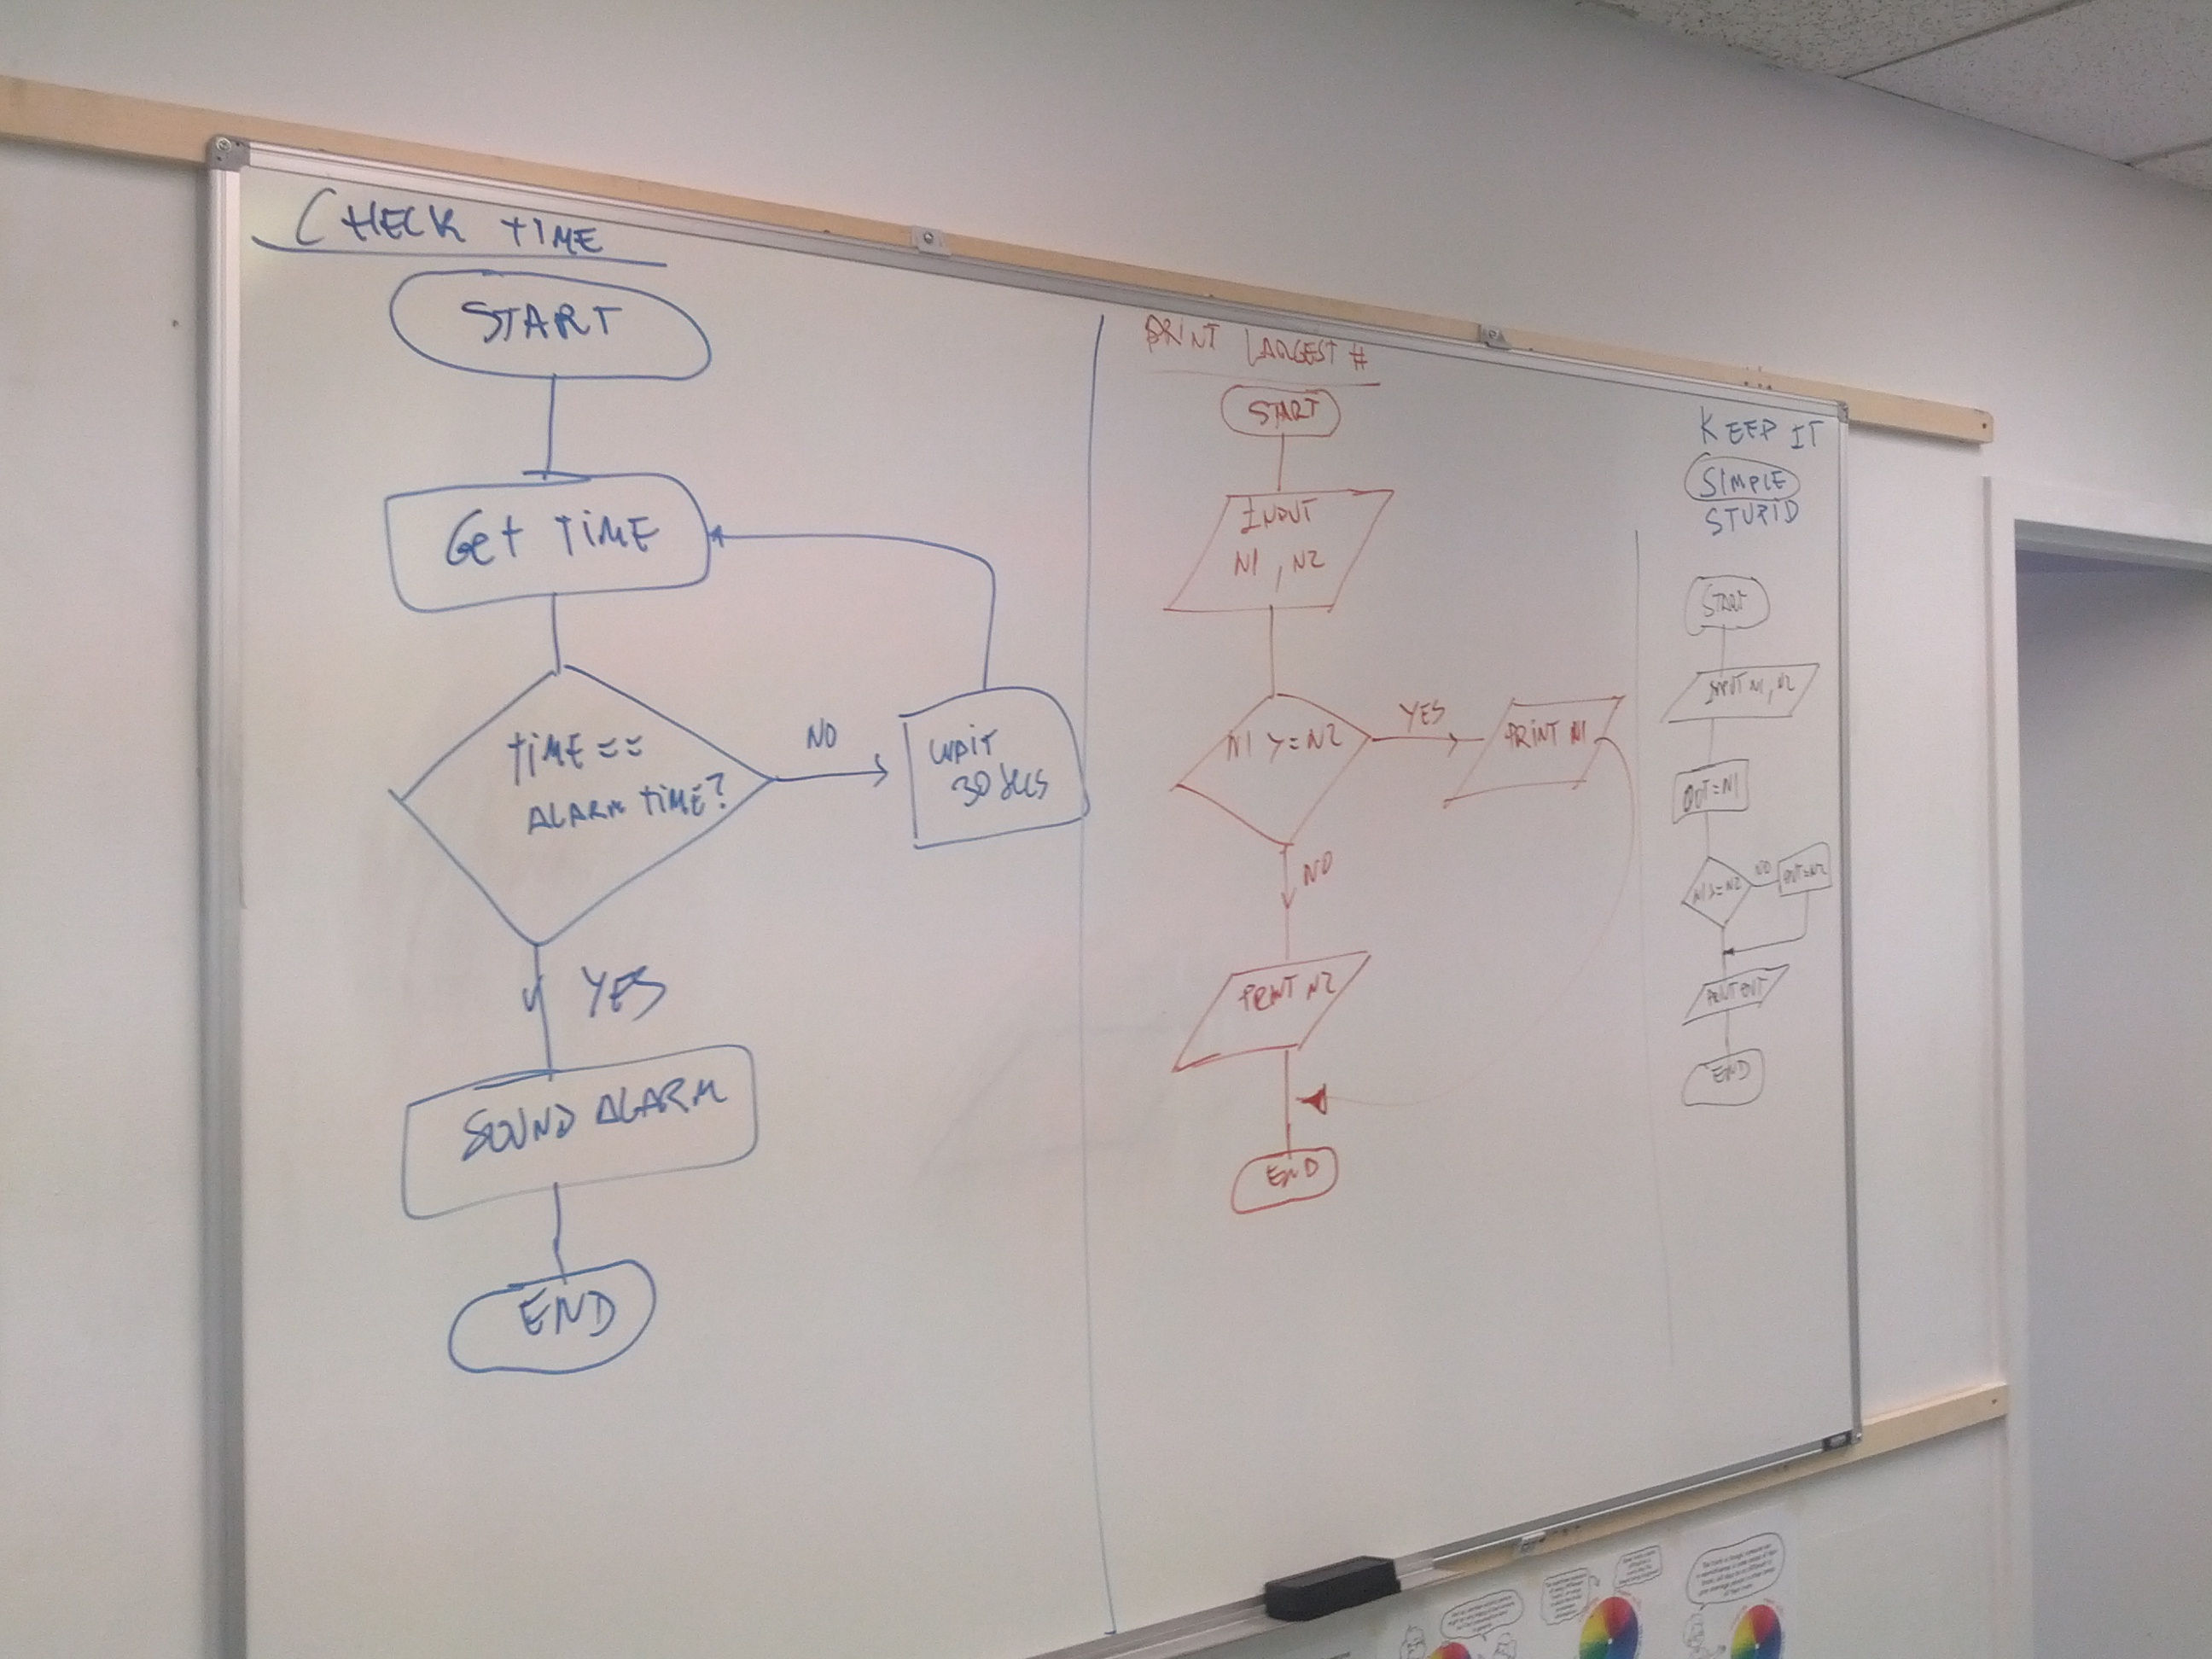 CHECK TIME
START
Get TIME
TIME ==
ALARM TIME?
NO
WAIT
30 secs
YES
SOUND ALARM
END
PRINT LARGEST #
START
INPUT
N1, N2
N1 >= N2
YES
PRINT N1
NO
PRINT N2
END
KEEP IT
SIMPLE
STUPID
START
INPUT N1, N2
OUT = N1
N1 >= N2
NO
OUT = N2
PRINT OUT
END